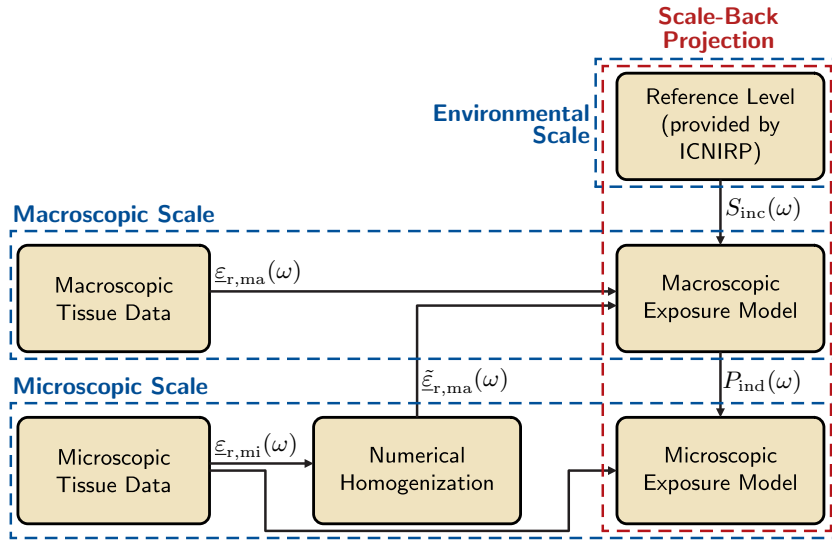 Scale-Back
Projection
Reference Level
(provided by
ICNIRP)
Environmental
Scale
S_inc(ω)
Macroscopic Scale
Macroscopic
Tissue Data
ε_r,ma(ω)
Macroscopic
Exposure Model
ε̃_r,ma(ω)
P_ind(ω)
Microscopic Scale
Microscopic
Tissue Data
ε_r,mi(ω)
Numerical
Homogenization
Microscopic
Exposure Model